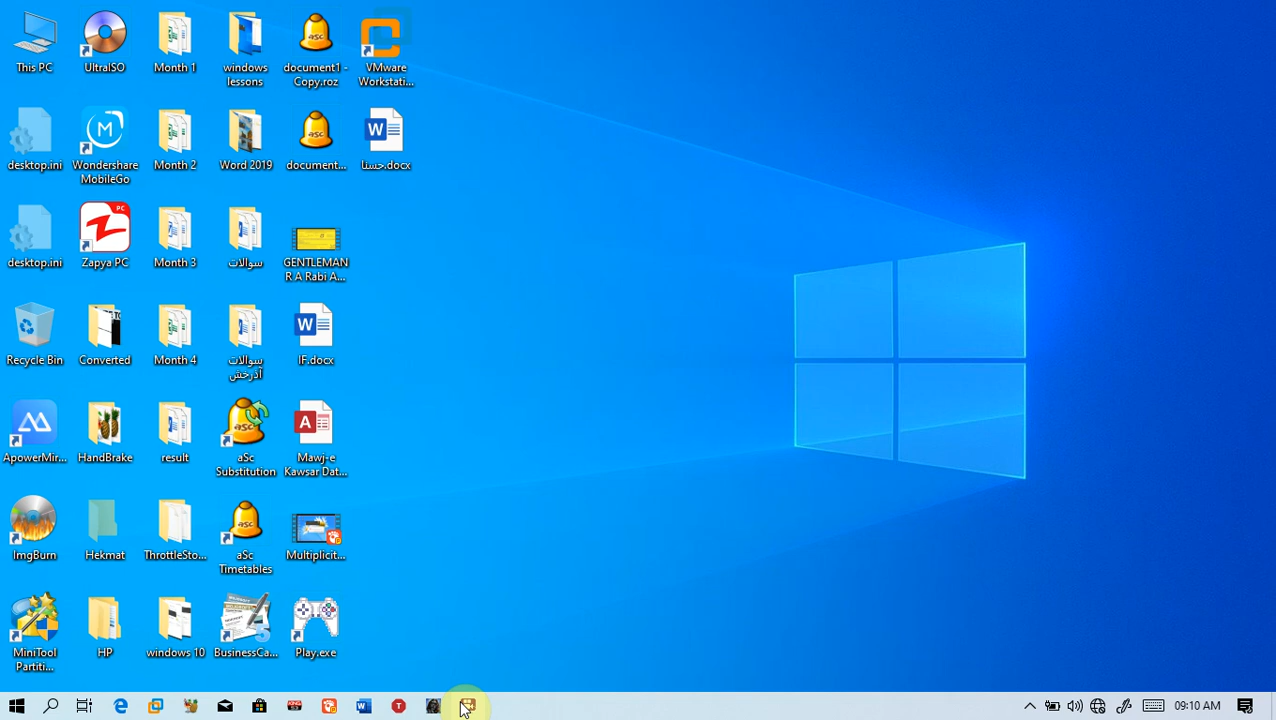 This PC
UltraISO
Month 1
windows
lessons
document1 -
Copy.roz
VMware
Workstati...
desktop.ini
Wondershare
MobileGo
Month 2
Word 2019
document...
حسنا.docx
desktop.ini
Zapya PC
Month 3
سوالات
GENTLEMAN
R A Rabi A...
Recycle Bin
Converted
Month 4
سوالات
آذرخش
IF.docx
ApowerMir...
HandBrake
result
aSc
Substitution
Mawj-e
Kawsar Dat...
ImgBurn
Hekmat
ThrottleSto...
aSc
Timetables
Multiplicit...
MiniTool
Partiti...
HP
windows 10
BusinessCa...
Play.exe
09:10 AM